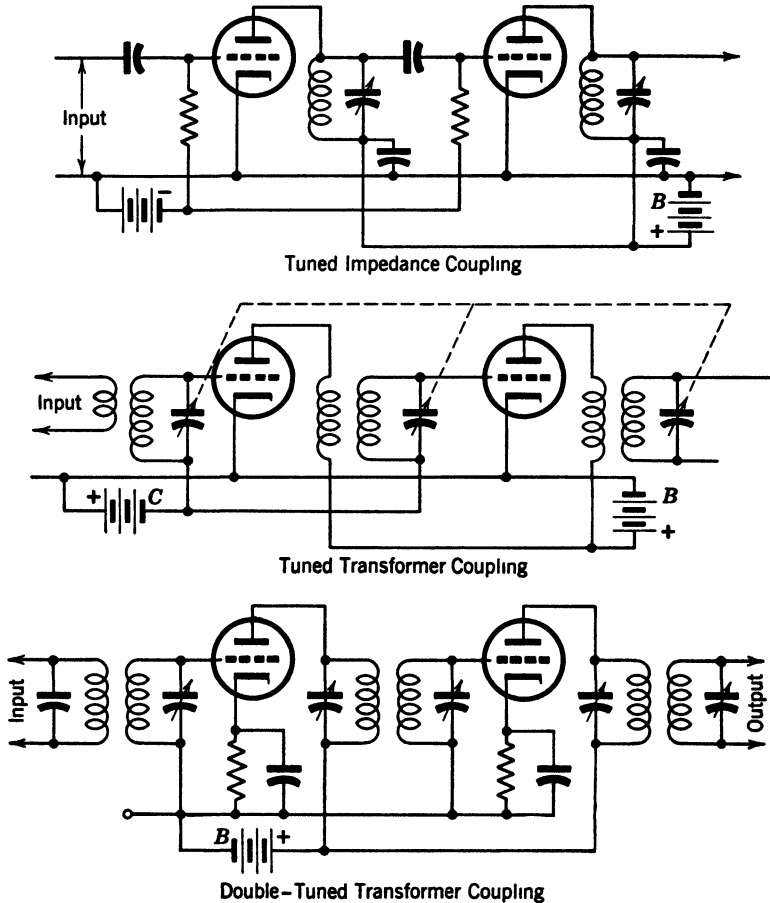 Input
−
B
+
Tuned Impedance Coupling
Input
+ C
B
+
Tuned Transformer Coupling
Input
Output
B +
Double-Tuned Transformer Coupling